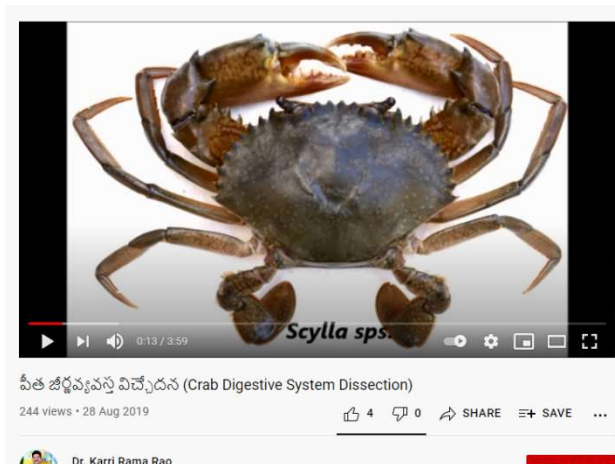 Scylla sps.
0:13 / 3:59
పీత జీర్ణవ్యవస్త విచ్ఛేదన (Crab Digestive System Dissection)
244 views • 28 Aug 2019
4
0
SHARE
SAVE
Dr. Karri Rama Rao